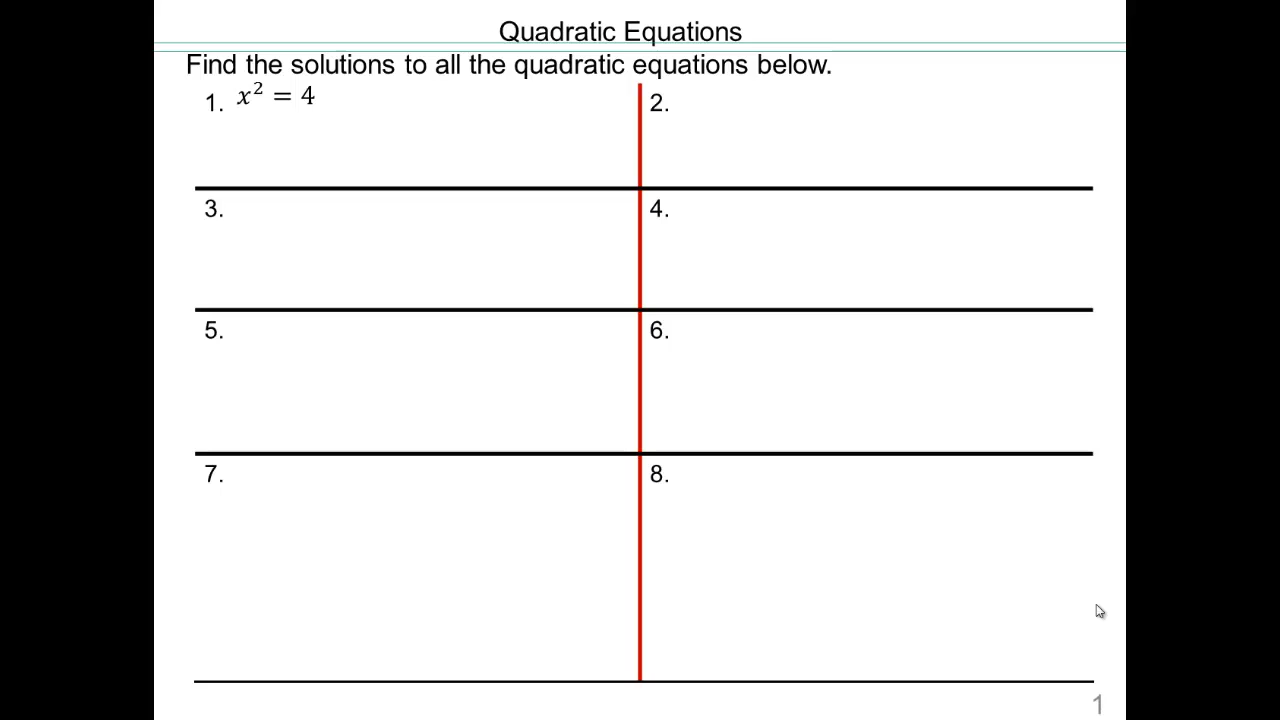 Quadratic Equations
Find the solutions to all the quadratic equations below.
1. x² = 4
2.
3.
4.
5.
6.
7.
8.
1